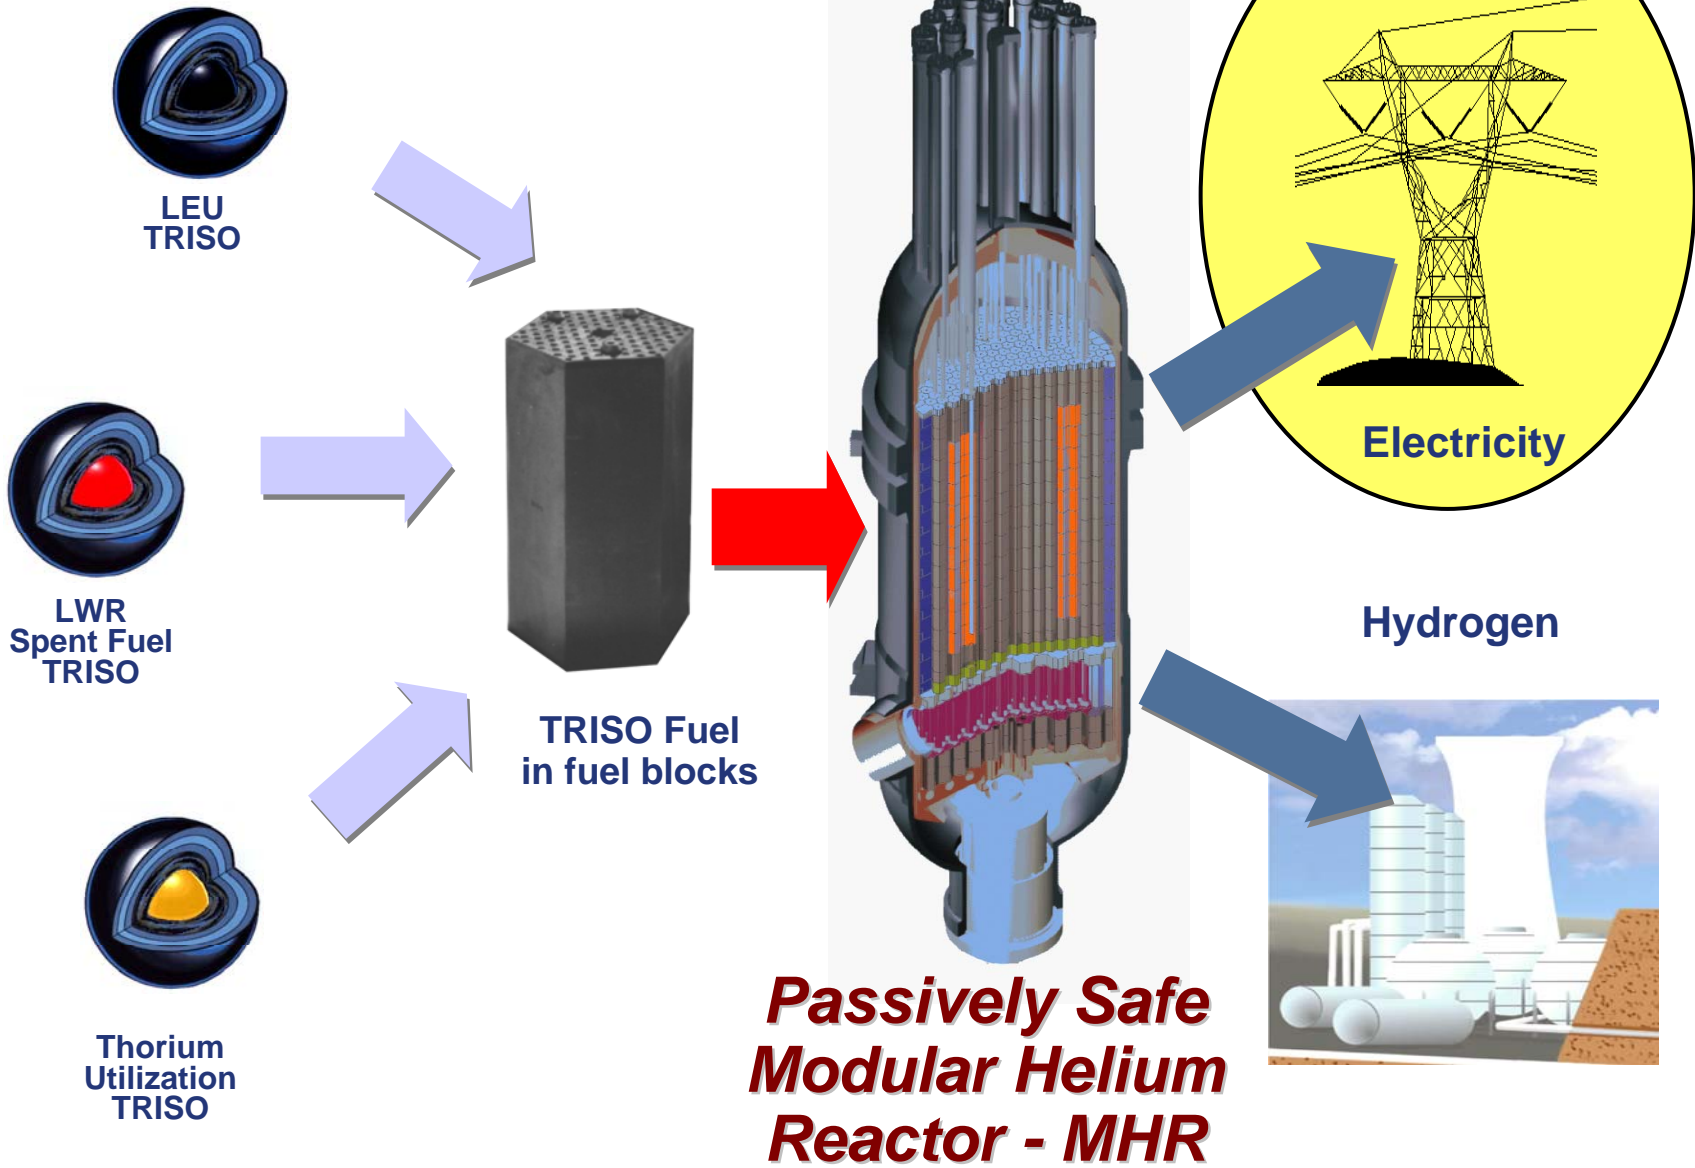 LEU
TRISO
LWR
Spent Fuel
TRISO
Thorium
Utilization
TRISO
TRISO Fuel
in fuel blocks
Passively Safe
Modular Helium
Reactor - MHR
Electricity
Hydrogen